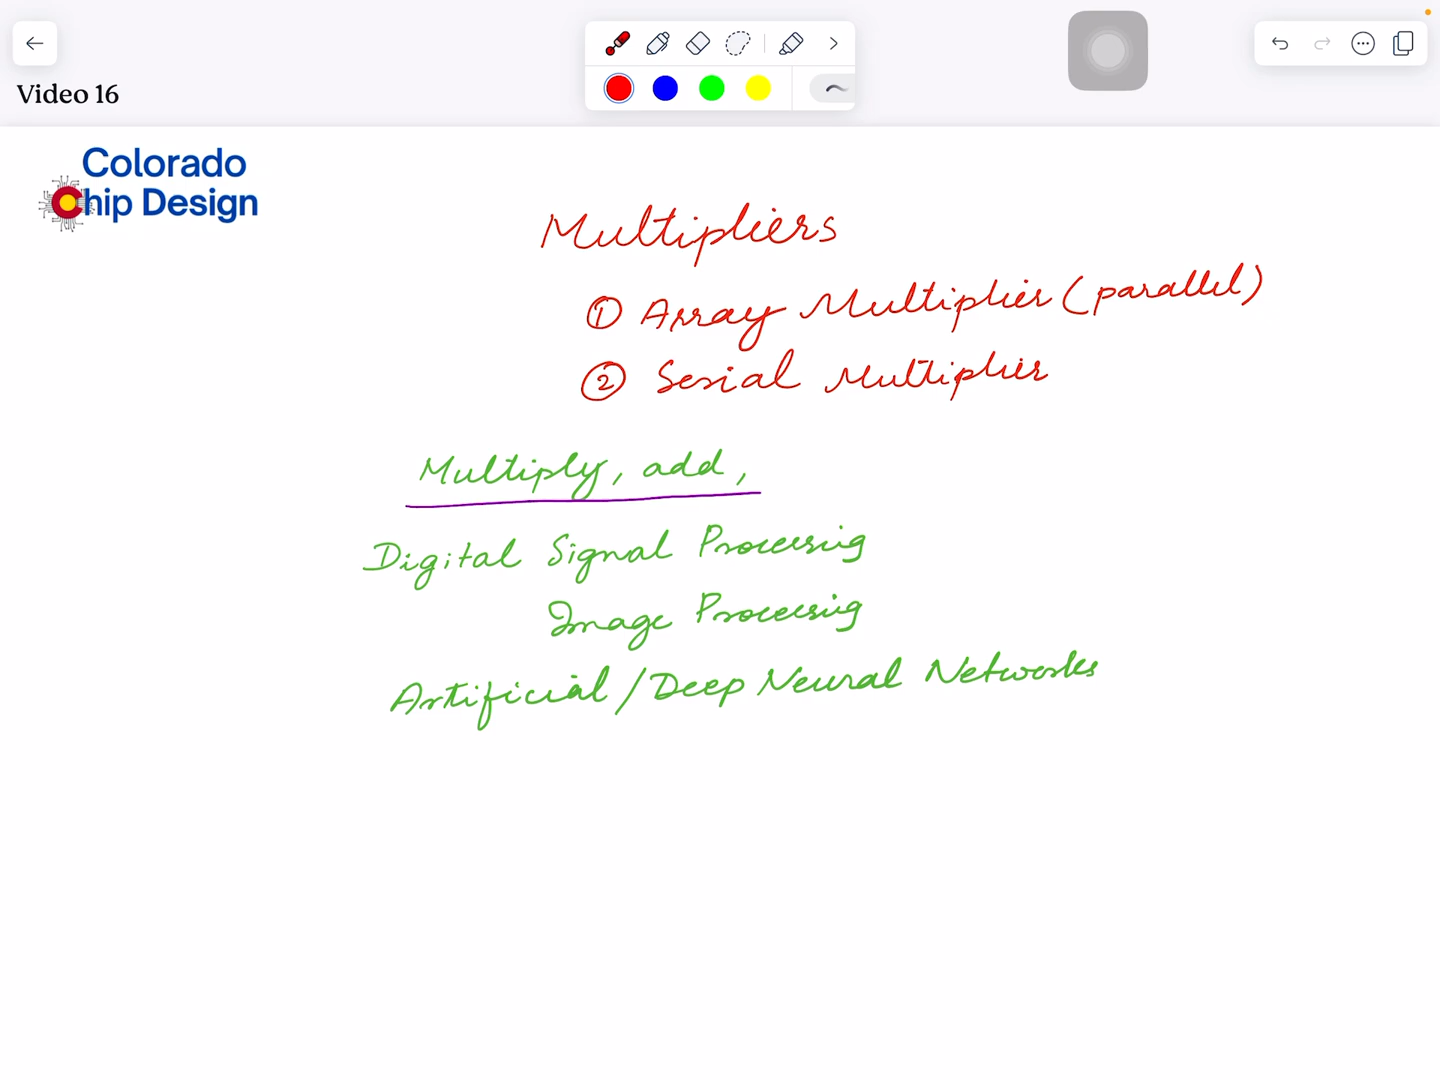 Video 16
Colorado
Chip Design
Multipliers
① Array Multiplier (parallel)
② Serial Multiplier
Multiply, add,
Digital Signal Processing
Image Processing
Artificial / Deep Neural Networks